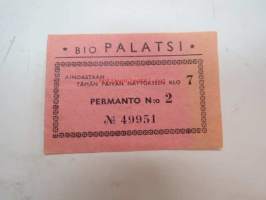 • BIO PALATSI •
AINOASTAAN
TÄMÄN PÄIVÄN NÄYTÖKSEEN KLO 7
PERMANTO N:o 2
№ 49951